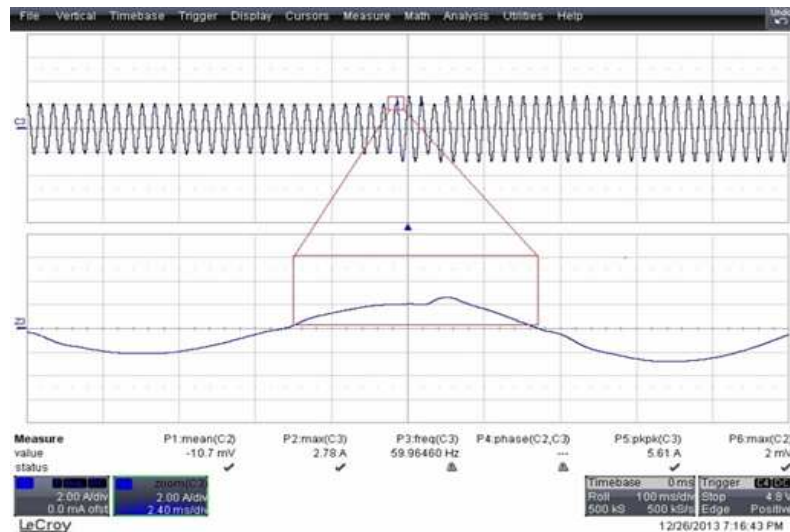 File Vertical Timebase Trigger Display Cursors Measure Math Analysis Utilities Help Undo
Measure P1:mean(C2) P2:max(C3) P3:freq(C3) P4:phase(C2,C3) P5:pkpk(C3) P6:max(C2)
value -10.7 mV 2.78 A 59.96460 Hz --- 5.61 A 2 mV
status
zoom(C3) Timebase 0 ms Trigger C4 DC
2.00 A/div 2.00 A/div Roll 100 ms/div Stop 4.8 V
0.0 mA ofst 2.40 ms/div 500 kS 500 kS/s Edge Positive
LeCroy 12/26/2013 7:16:43 PM